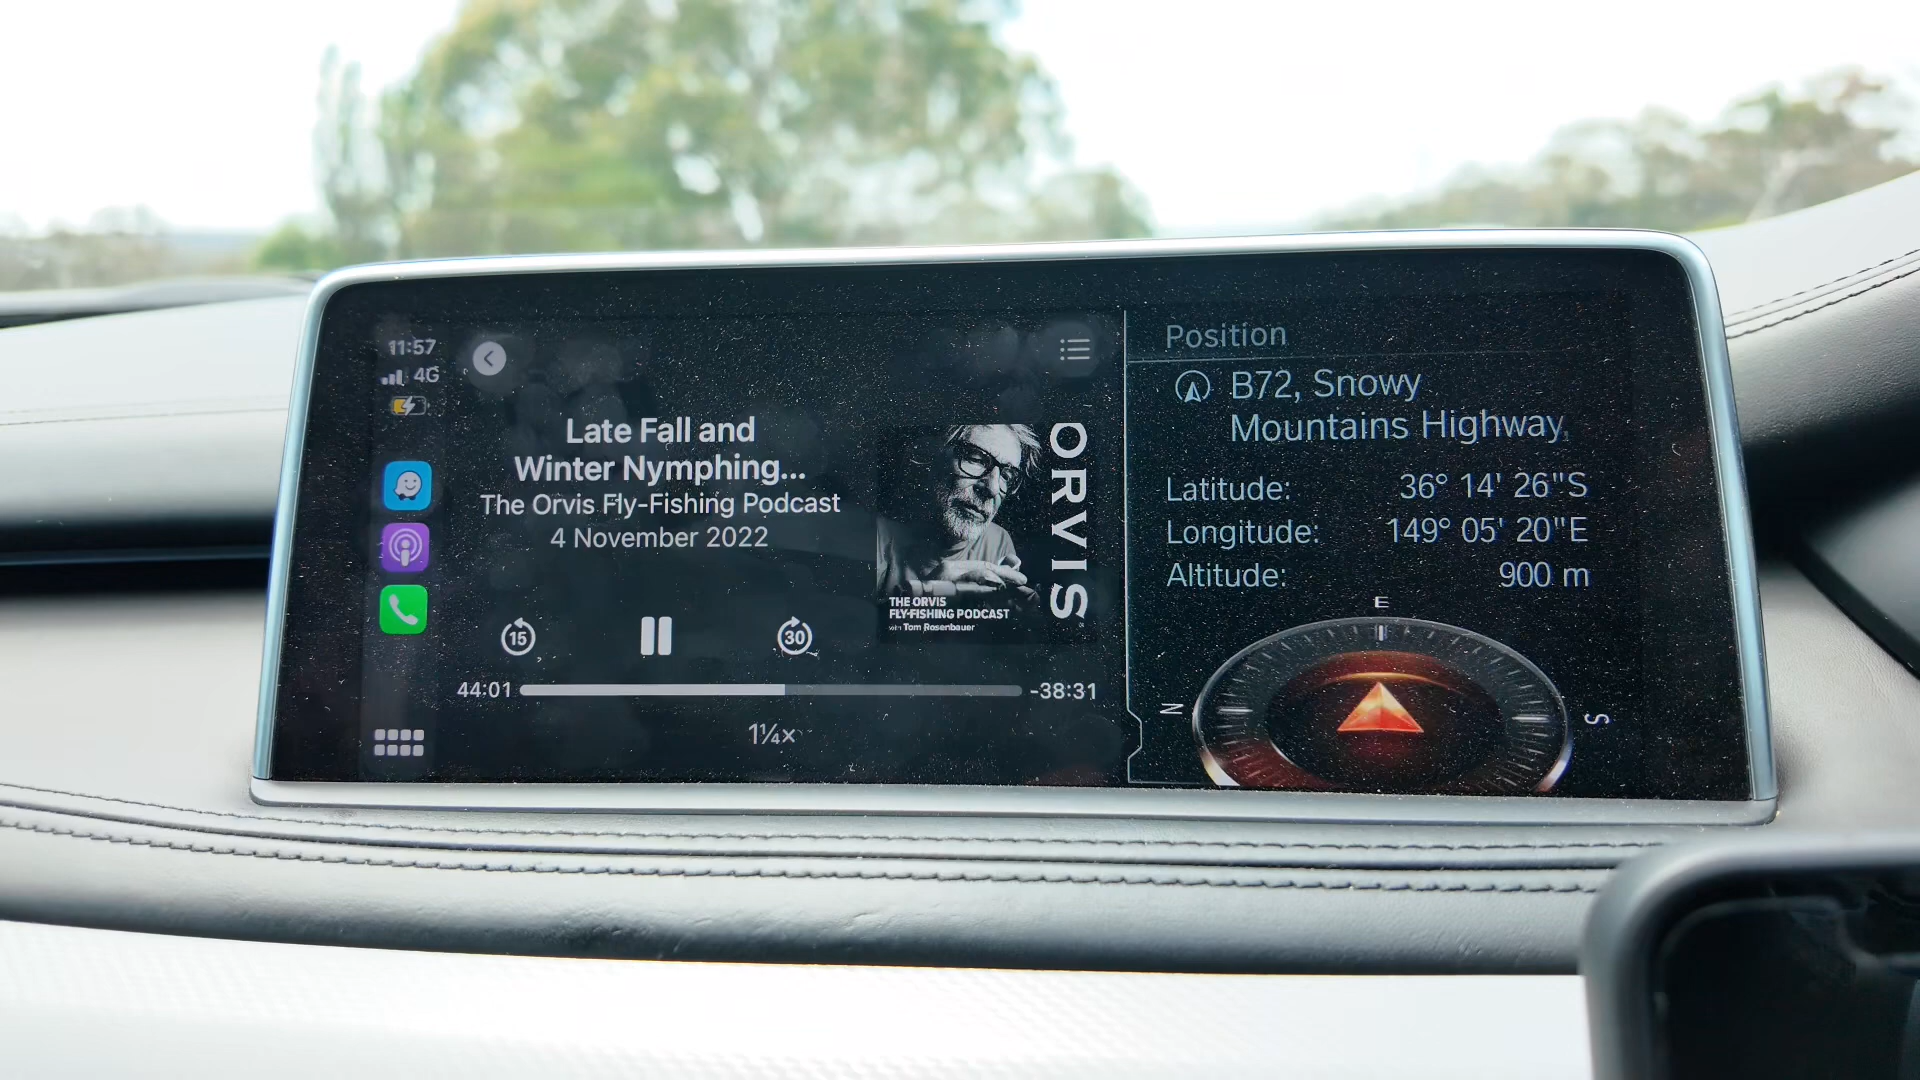 11:57
4G
Late Fall and
Winter Nymphing...
The Orvis Fly-Fishing Podcast
4 November 2022
15
30
44:01
-38:31
1¼×
ORVIS
THE ORVIS
FLY-FISHING PODCAST
with Tom Rosenbauer
Position
B72, Snowy
Mountains Highway,
Latitude: 36° 14' 26"S
Longitude: 149° 05' 20"E
Altitude: 900 m
E
N
S